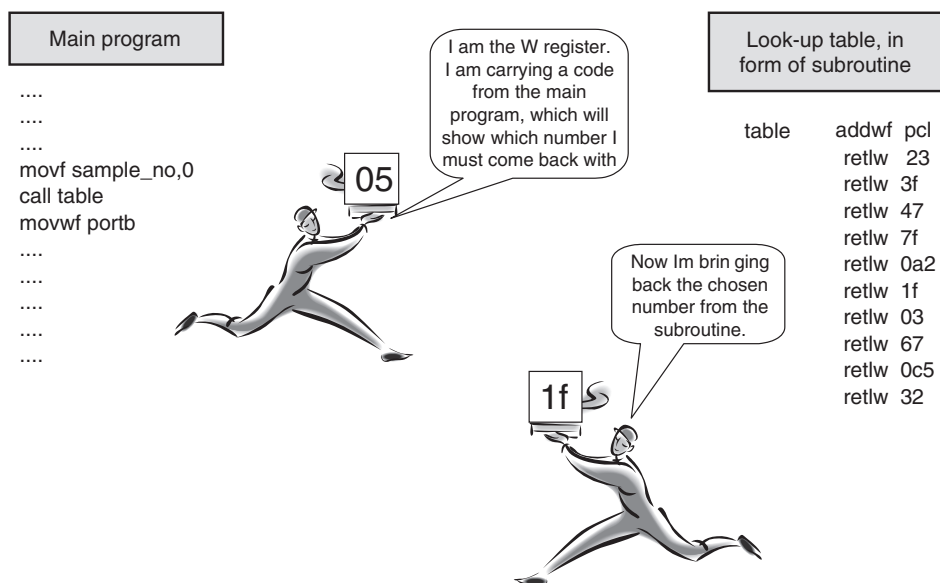 Main program
....
....
....
movf sample_no,0
call table
movwf portb
....
....
....
....
....
I am the W register.
I am carrying a code
from the main
program, which will
show which number I
must come back with
05
Now Im brin ging
back the chosen
number from the
subroutine.
1f
Look-up table, in
form of subroutine
table addwf pcl
retlw 23
retlw 3f
retlw 47
retlw 7f
retlw 0a2
retlw 1f
retlw 03
retlw 67
retlw 0c5
retlw 32